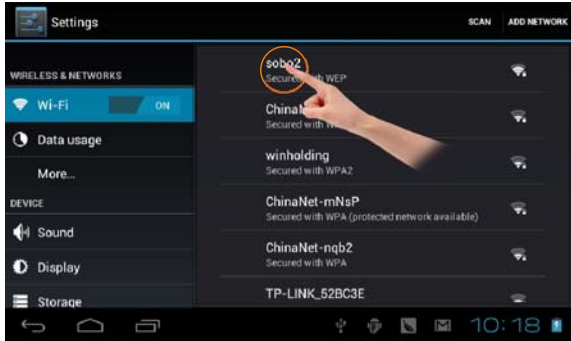 Settings
SCAN
ADD NETWORK
WIRELESS & NETWORKS
Wi-Fi
ON
Data usage
More...
DEVICE
Sound
Display
Storage
sobo2
Secured with WEP
ChinaN
Secured with
winholding
Secured with WPA2
ChinaNet-mNsP
Secured with WPA (protected network available)
ChinaNet-nqb2
Secured with WPA
TP-LINK_52BC3E
10:18